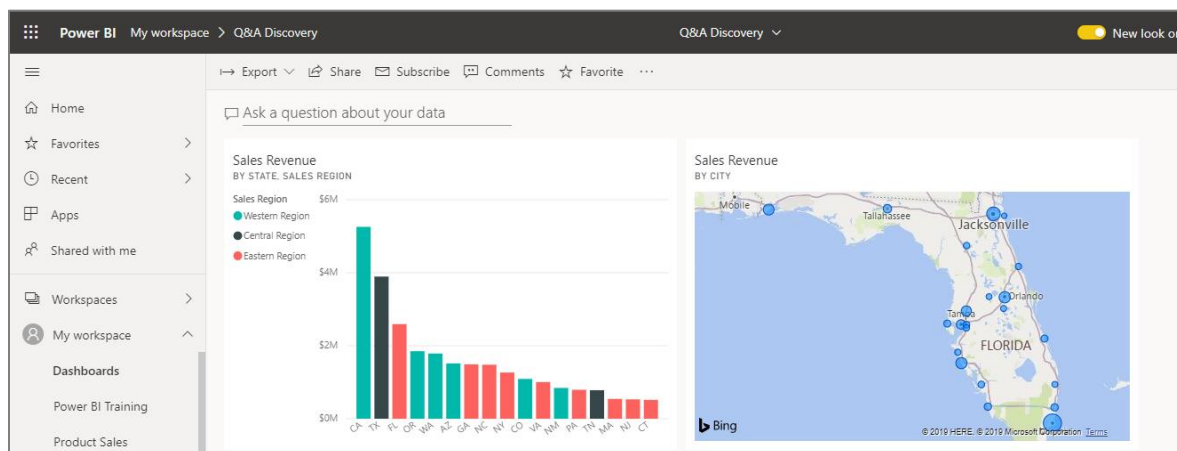 Power BI My workspace > Q&A Discovery Q&A Discovery New look on
Export Share Subscribe Comments Favorite ...
Home
Favorites
Recent
Apps
Shared with me
Workspaces
My workspace
Dashboards
Power BI Training
Product Sales
Ask a question about your data
Sales Revenue
BY STATE, SALES REGION
Sales Region
Western Region
Central Region
Eastern Region
$6M
$4M
$2M
$0M
CA TX FL OR WA AZ GA NC NY CO VA NM PA TN MA NJ CT
Sales Revenue
BY CITY
Mobile
Tallahassee
Jacksonville
Orlando
Tampa
FLORIDA
Bing
© 2019 HERE, © 2019 Microsoft Corporation Terms